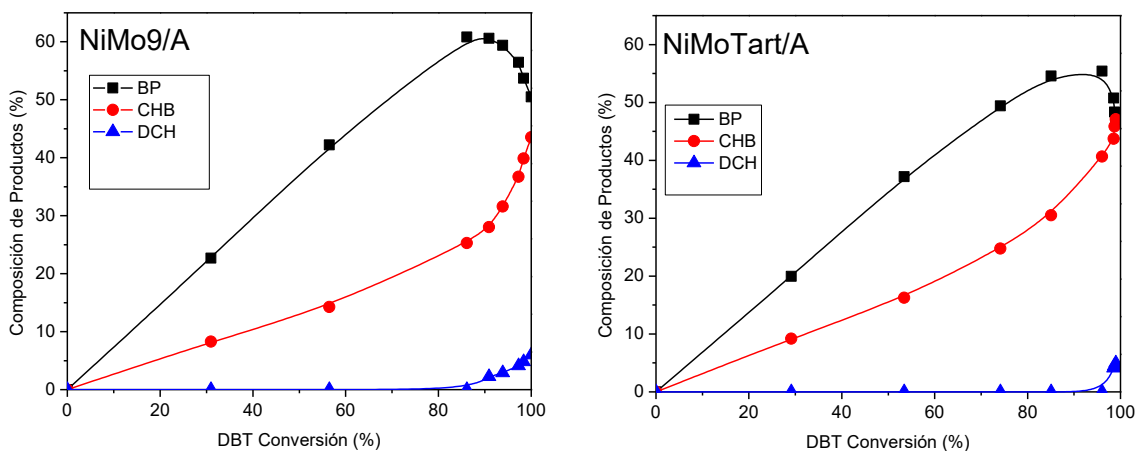 NiMo9/A
BP
CHB
DCH
60
50
40
30
20
10
0
0
20
40
60
80
100
Composición de Productos (%)
DBT Conversión (%)
NiMoTart/A
BP
CHB
DCH
60
50
40
30
20
10
0
0
20
40
60
80
100
Composición de Productos (%)
DBT Conversión (%)